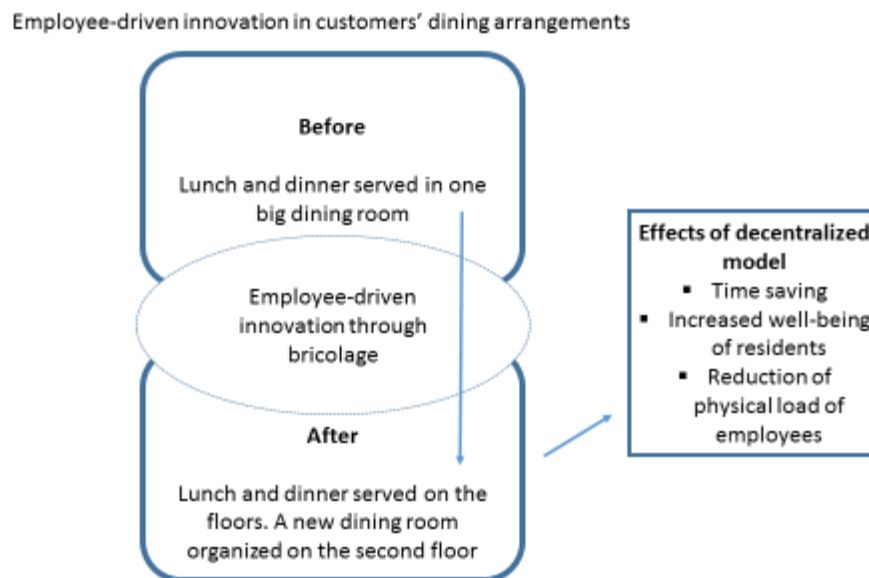 Employee-driven innovation in customers' dining arrangements
Before
Lunch and dinner served in one
big dining room
Employee-driven
innovation through
bricolage
After
Lunch and dinner served on the
floors. A new dining room
organized on the second floor
Effects of decentralized
model
▪ Time saving
▪ Increased well-being
of residents
▪ Reduction of
physical load of
employees